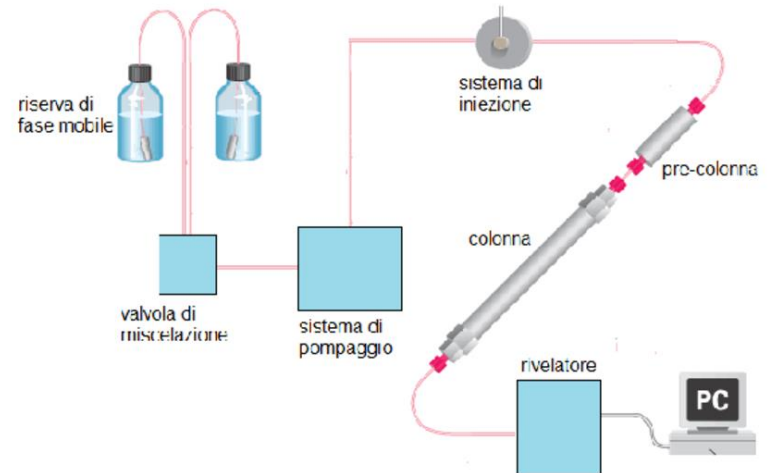 riserva di
fase mobile
sistema di
iniezione
pre-colonna
colonna
valvola di
miscelazione
sistema di
pompaggio
rivelatore
PC